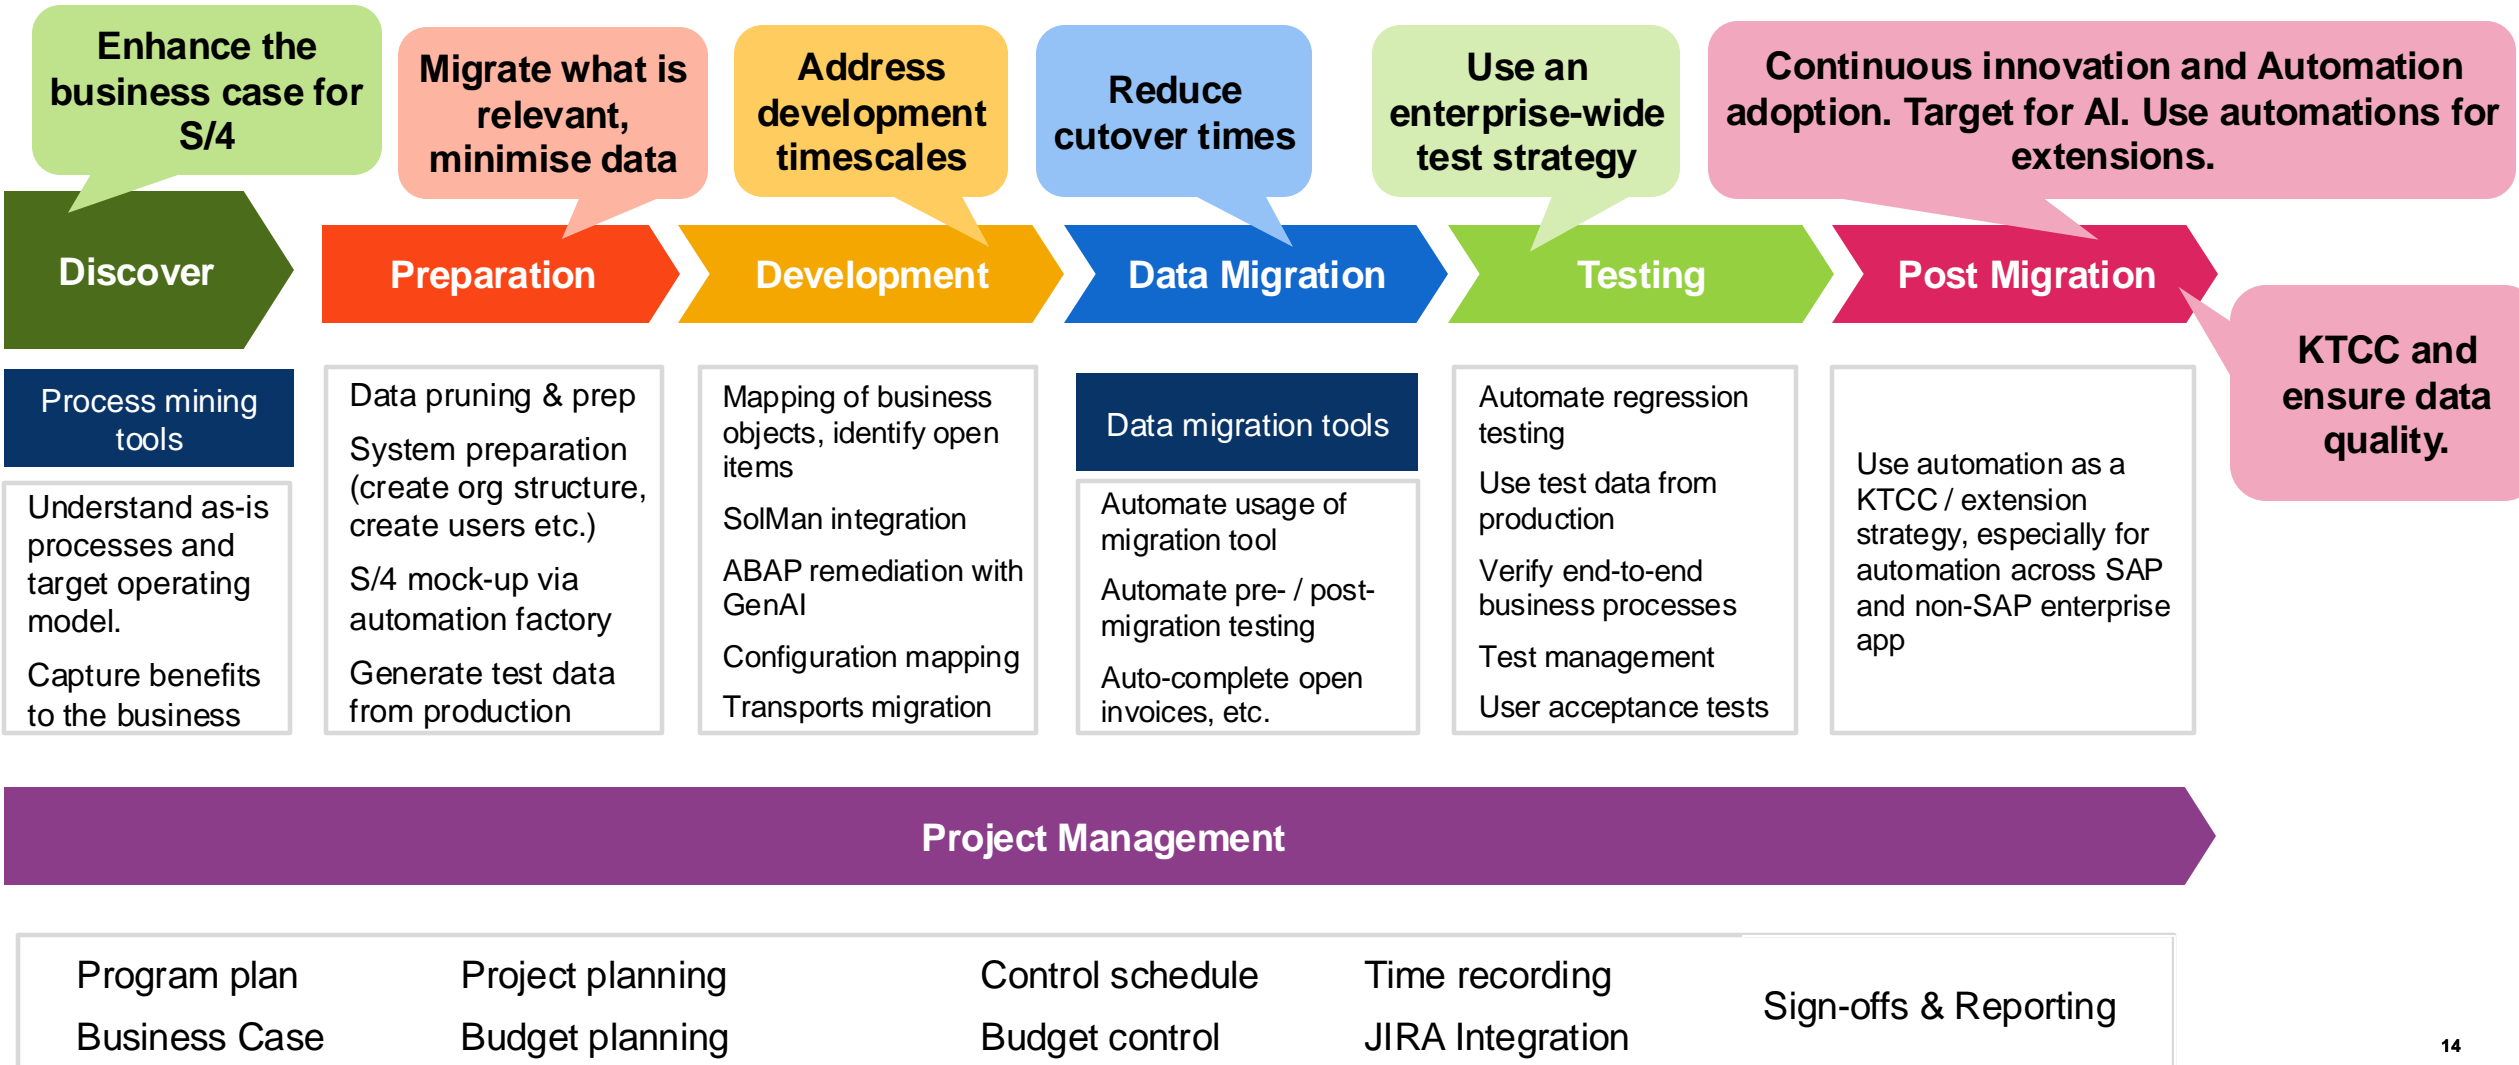 Enhance the
business case for
S/4
Migrate what is
relevant,
minimise data
Address
development
timescales
Reduce
cutover times
Use an
enterprise-wide
test strategy
Continuous innovation and Automation
adoption. Target for AI. Use automations for
extensions.
Discover
Preparation
Development
Data Migration
Testing
Post Migration
KTCC and
ensure data
quality.
Process mining
tools
Understand as-is
processes and
target operating
model.
Capture benefits
to the business
Data pruning & prep
System preparation
(create org structure,
create users etc.)
S/4 mock-up via
automation factory
Generate test data
from production
Mapping of business
objects, identify open
items
SolMan integration
ABAP remediation with
GenAI
Configuration mapping
Transports migration
Data migration tools
Automate usage of
migration tool
Automate pre- / post-
migration testing
Auto-complete open
invoices, etc.
Automate regression
testing
Use test data from
production
Verify end-to-end
business processes
Test management
User acceptance tests
Use automation as a
KTCC / extension
strategy, especially for
automation across SAP
and non-SAP enterprise
app
Project Management
Program plan
Business Case
Project planning
Budget planning
Control schedule
Budget control
Time recording
JIRA Integration
Sign-offs & Reporting
14